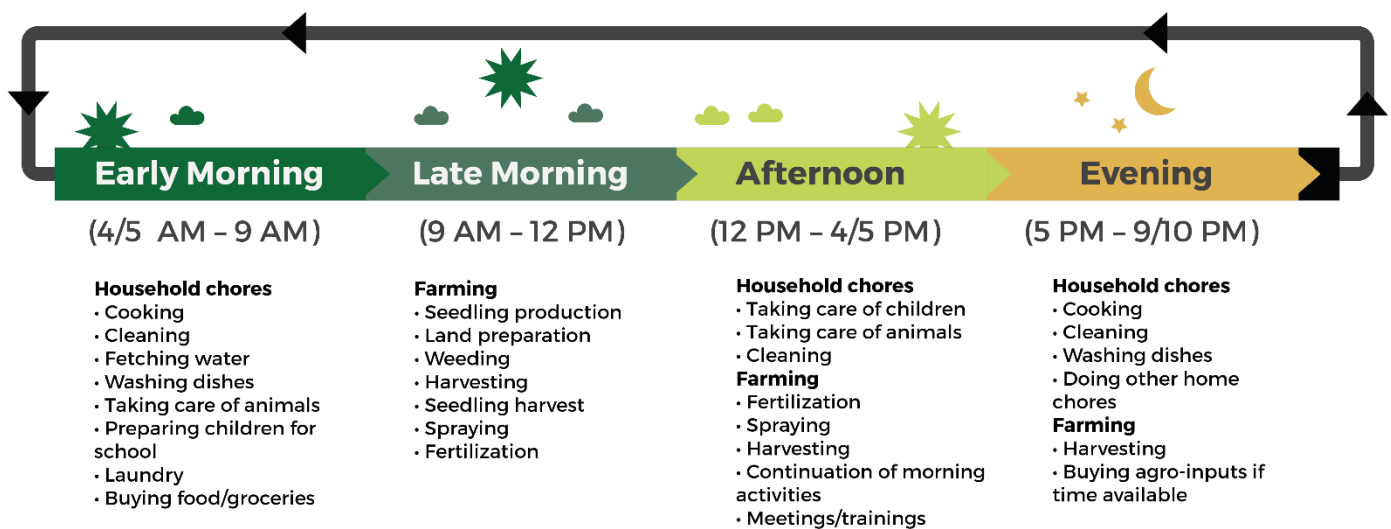 Early Morning
Late Morning
Afternoon
Evening
(4/5 AM – 9 AM)
(9 AM – 12 PM)
(12 PM – 4/5 PM)
(5 PM – 9/10 PM)
Household chores
• Cooking
• Cleaning
• Fetching water
• Washing dishes
• Taking care of animals
• Preparing children for
school
• Laundry
• Buying food/groceries
Farming
• Seedling production
• Land preparation
• Weeding
• Harvesting
• Seedling harvest
• Spraying
• Fertilization
Household chores
• Taking care of children
• Taking care of animals
• Cleaning
Farming
• Fertilization
• Spraying
• Harvesting
• Continuation of morning
activities
• Meetings/trainings
Household chores
• Cooking
• Cleaning
• Washing dishes
• Doing other home
chores
Farming
• Harvesting
• Buying agro-inputs if
time available